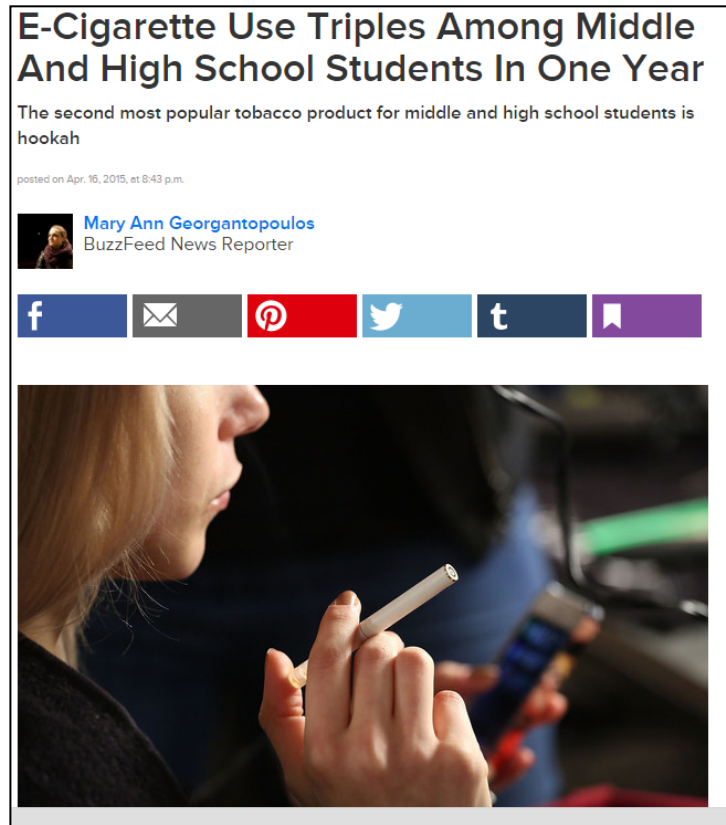 E-Cigarette Use Triples Among Middle
And High School Students In One Year
The second most popular tobacco product for middle and high school students is
hookah
posted on Apr. 16, 2015, at 8:43 p.m.
Mary Ann Georgantopoulos
BuzzFeed News Reporter